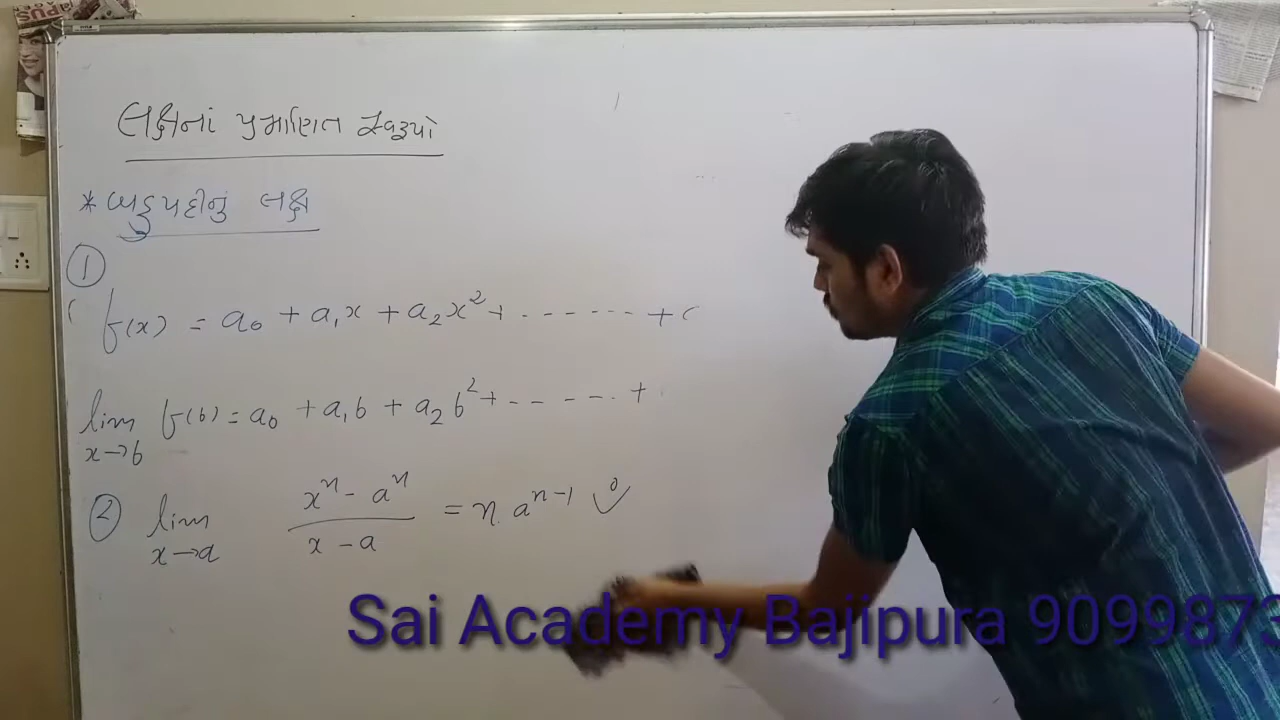 લક્ષનાં પ્રમાણિત સ્વરૂપો
* બહુપદીનું લક્ષ
①
f(x) = a₀ + a₁x + a₂x² + - - - - - - +
lim x→b f(b) = a₀ + a₁b + a₂b² + - - - - - . +
② lim x→a (xⁿ - aⁿ)/(x - a) = n. aⁿ⁻¹
Sai Academy Bajipura 9099873